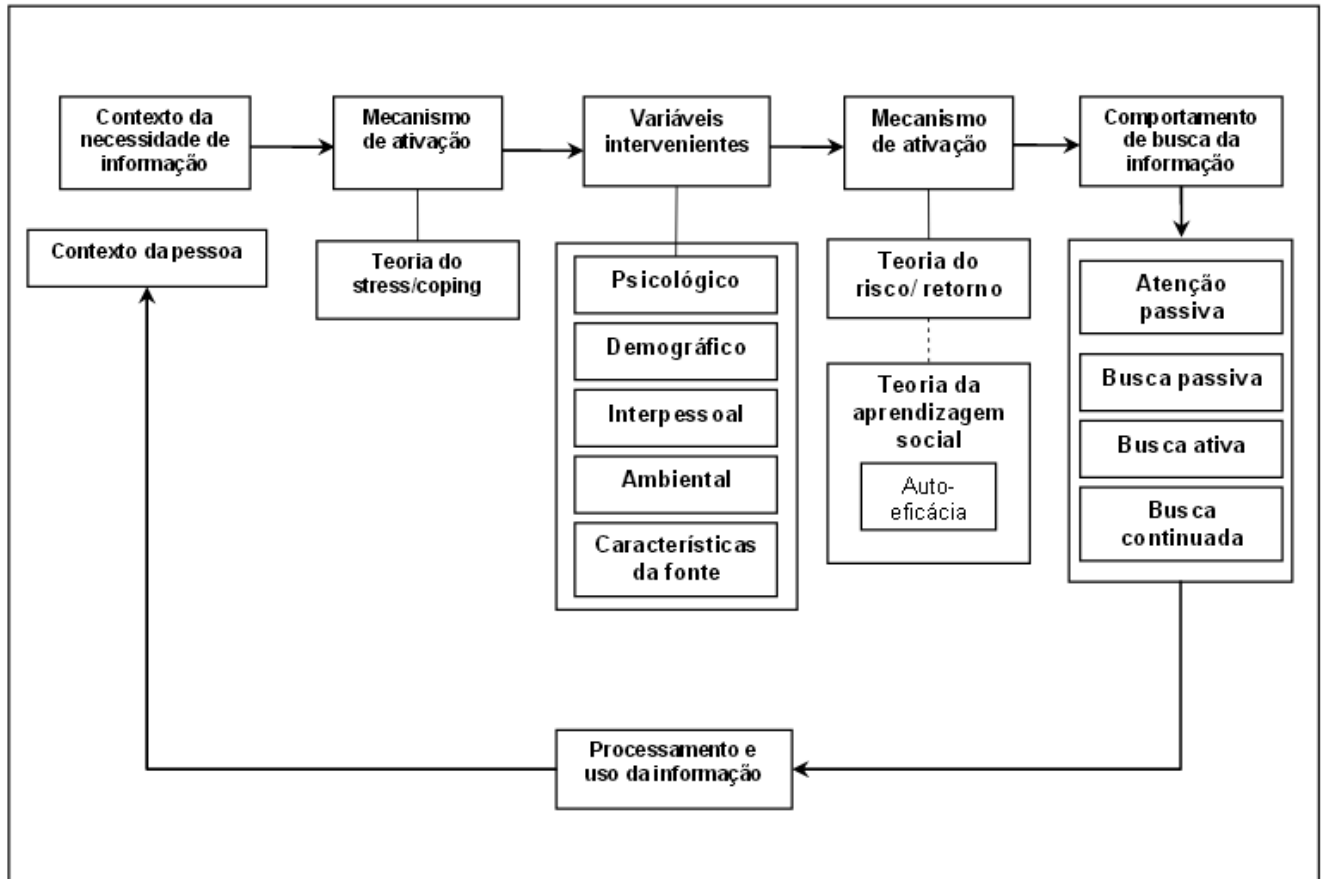 Contexto da
necessidade de
informação
Mecanismo
de ativação
Variáveis
intervenientes
Mecanismo
de ativação
Comportamento
de busca da
informação
Contexto da pessoa
Teoria do
stress/coping
Psicológico
Demográfico
Interpessoal
Ambiental
Características
da fonte
Teoria do
risco/ retorno
Teoria da
aprendizagem
social
Auto-
eficácia
Atenção
passiva
Busca passiva
Busca ativa
Busca
continuada
Processamento e
uso da informação